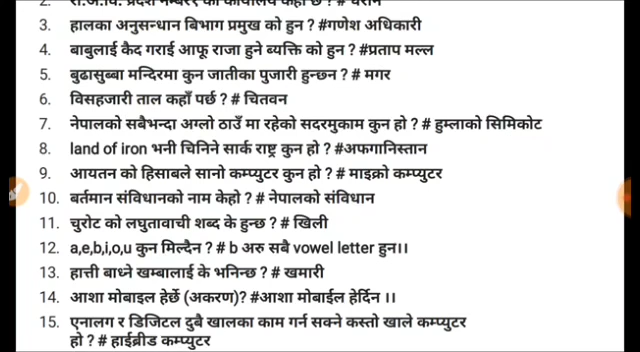 3. हालका अनुसन्धान बिभाग प्रमुख को हुन ? #गणेश अधिकारी
4. बाबुलाई कैद गराई आफू राजा हुने ब्यक्ति को हुन ? #प्रताप मल्ल
5. बुढासुब्बा मन्दिरमा कुन जातीका पुजारी हुन्छन ? # मगर
6. विसहजारी ताल कहाँ पर्छ ? # चितवन
7. नेपालको सबैभन्दा अग्लो ठाउँ मा रहेको सदरमुकाम कुन हो ? # हुम्लाको सिमिकोट
8. land of iron भनी चिनिने सार्क राष्ट्र कुन हो ? #अफगानिस्तान
9. आयतन को हिसाबले सानो कम्प्युटर कुन हो ? # माइक्रो कम्प्युटर
10. बर्तमान संविधानको नाम केहो ? # नेपालको संविधान
11. चुरोट को लघुतावाची शब्द के हुन्छ ? # खिली
12. a,e,b,i,o,u कुन मिल्दैन ? # b अरु सबै vowel letter हुन।।
13. हात्ती बाध्ने खम्बालाई के भनिन्छ ? # खमारी
14. आशा मोबाइल हेर्छे (अकरण)? #आशा मोबाईल हेर्दिन ।।
15. एनालग र डिजिटल दुबै खालका काम गर्न सक्ने कस्तो खाले कम्प्युटर
हो ? # हाईब्रीड कम्प्युटर